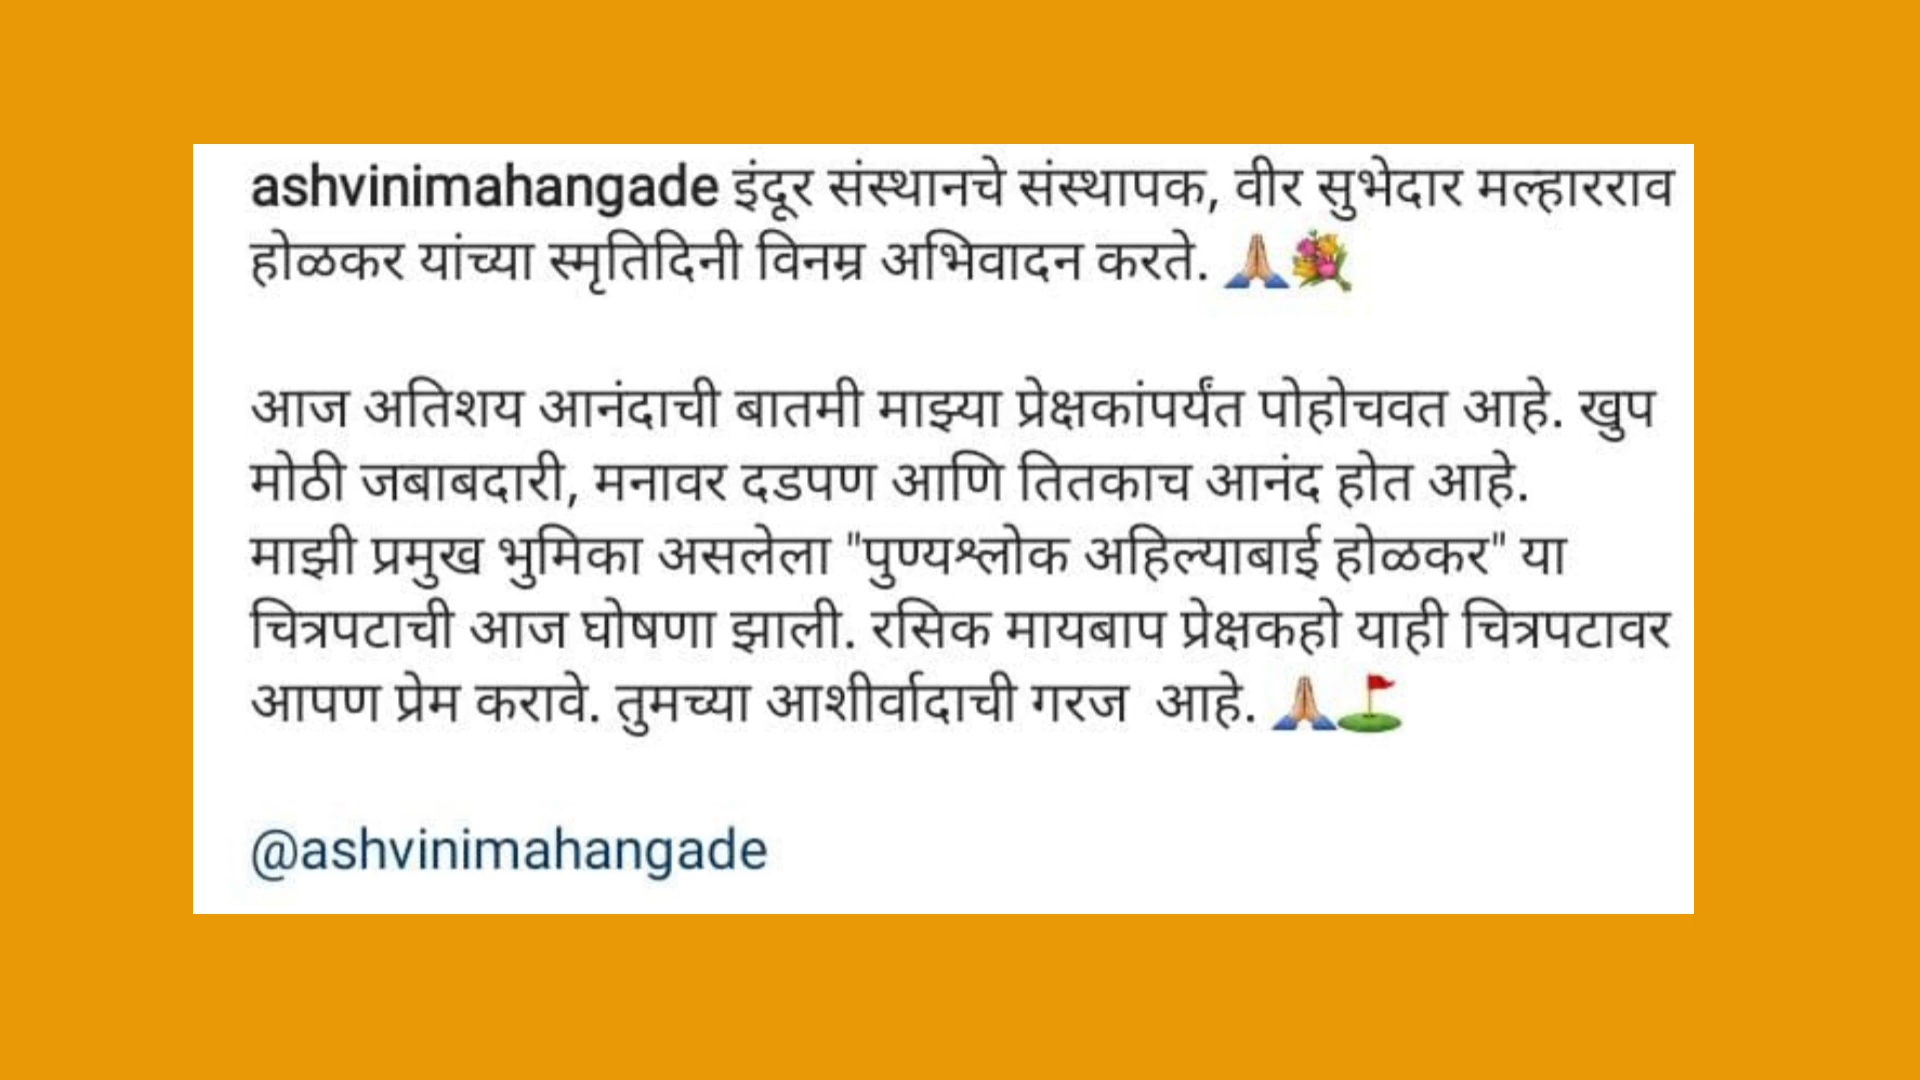 ashvinimahangade इंदूर संस्थानचे संस्थापक, वीर सुभेदार मल्हारराव
होळकर यांच्या स्मृतिदिनी विनम्र अभिवादन करते. 🙏🏼💐
आज अतिशय आनंदाची बातमी माझ्या प्रेक्षकांपर्यंत पोहोचवत आहे. खुप
मोठी जबाबदारी, मनावर दडपण आणि तितकाच आनंद होत आहे.
माझी प्रमुख भुमिका असलेला "पुण्यश्लोक अहिल्याबाई होळकर" या
चित्रपटाची आज घोषणा झाली. रसिक मायबाप प्रेक्षकहो याही चित्रपटावर
आपण प्रेम करावे. तुमच्या आशीर्वादाची गरज  आहे. 🙏🏼⛳
@ashvinimahangade